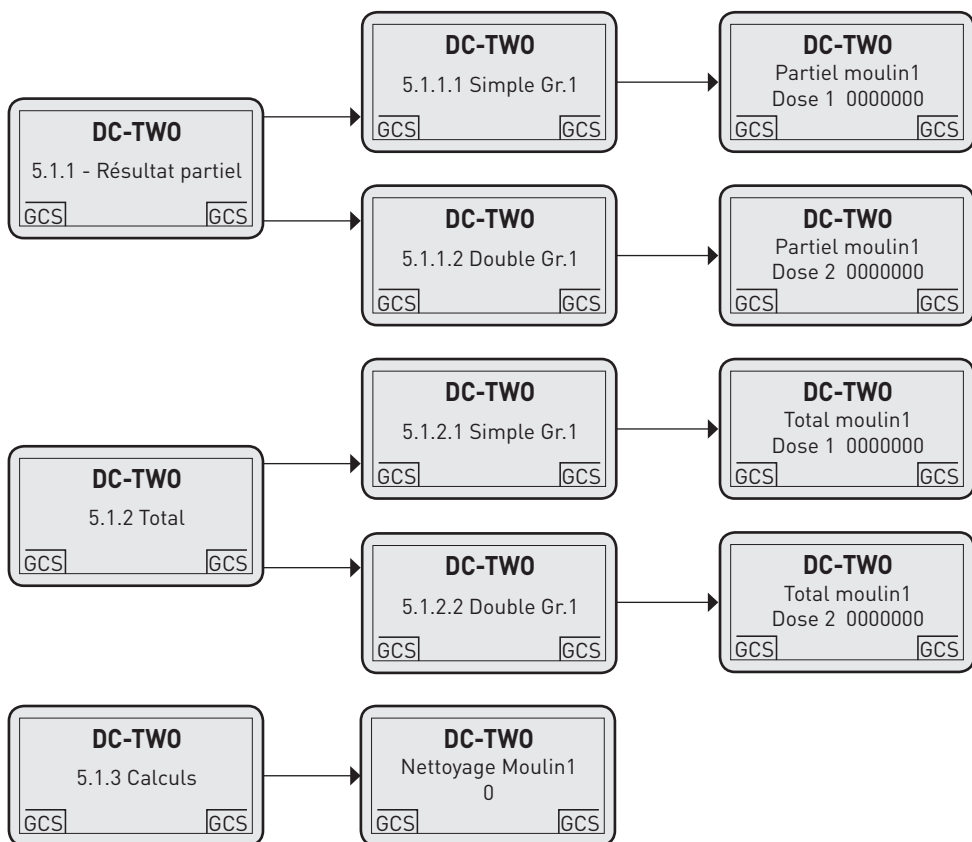 DC-TWO
5.1.1 - Résultat partiel
GCS GCS
DC-TWO
5.1.1.1 Simple Gr.1
GCS GCS
DC-TWO
Partiel moulin1
Dose 1 0000000
GCS GCS
DC-TWO
5.1.1.2 Double Gr.1
GCS GCS
DC-TWO
Partiel moulin1
Dose 2 0000000
GCS GCS
DC-TWO
5.1.2 Total
GCS GCS
DC-TWO
5.1.2.1 Simple Gr.1
GCS GCS
DC-TWO
Total moulin1
Dose 1 0000000
GCS GCS
DC-TWO
5.1.2.2 Double Gr.1
GCS GCS
DC-TWO
Total moulin1
Dose 2 0000000
GCS GCS
DC-TWO
5.1.3 Calculs
GCS GCS
DC-TWO
Nettoyage Moulin1
0
GCS GCS